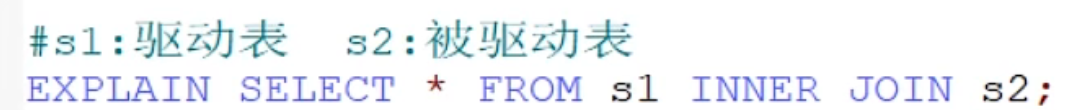 #s1:驱动表  s2:被驱动表
EXPLAIN SELECT * FROM s1 INNER JOIN s2;